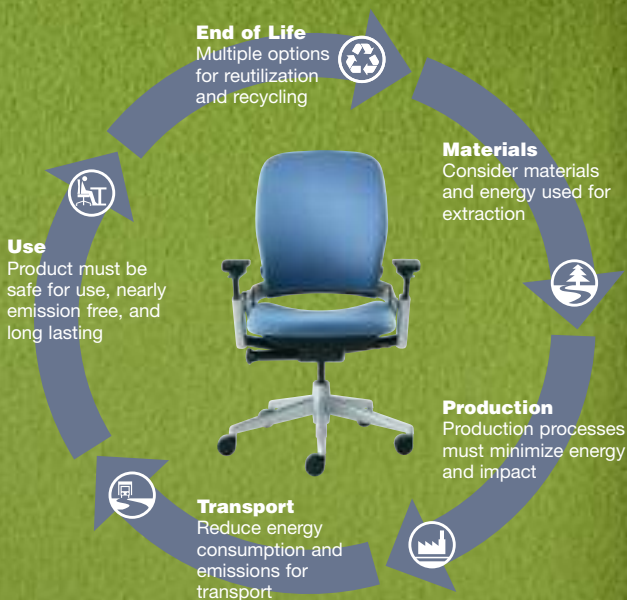 End of Life
Multiple options
for reutilization
and recycling
Materials
Consider materials
and energy used for
extraction
Production
Production processes
must minimize energy
and impact
Transport
Reduce energy
consumption and
emissions for
transport
Use
Product must be
safe for use, nearly
emission free, and
long lasting